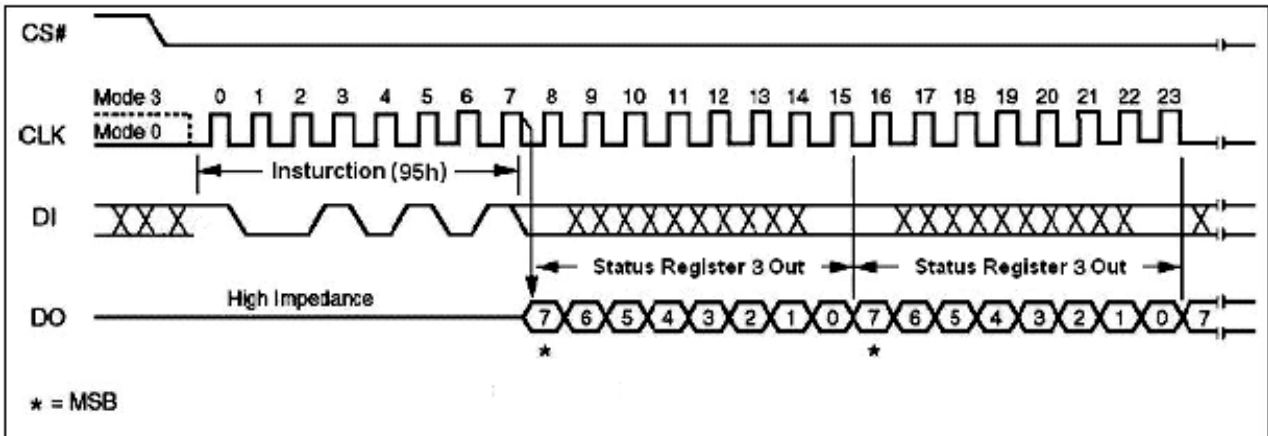 CS#
Mode 3 0 1 2 3 4 5 6 7 8 9 10 11 12 13 14 15 16 17 18 19 20 21 22 23
CLK Mode 0
Insturction (95h)
DI
Status Register 3 Out Status Register 3 Out
High Impedance
DO 7 6 5 4 3 2 1 0 7 6 5 4 3 2 1 0 7
* *
* = MSB